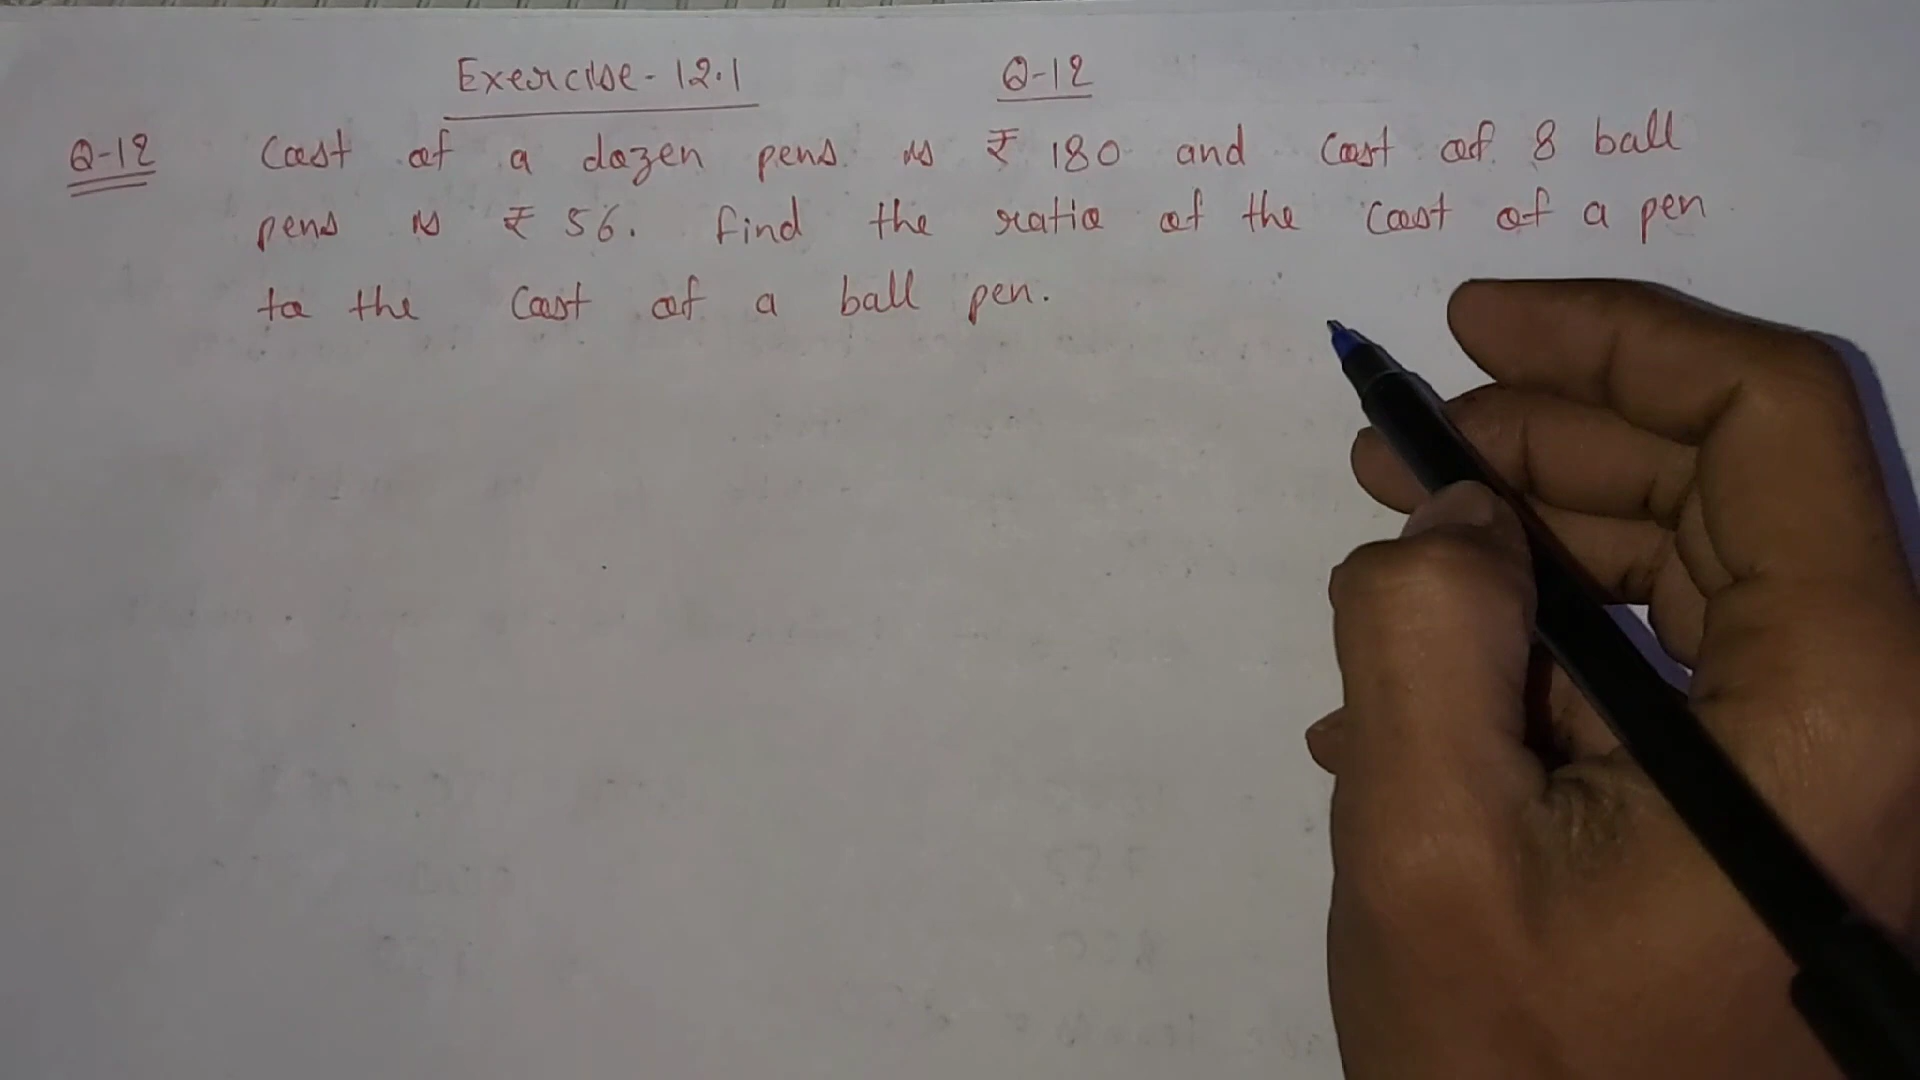 Exercise-12.1 Q-12
Q-12 Cost of a dozen pens is ₹ 180 and cost of 8 ball
pens is ₹ 56. Find the ratio of the cost of a pen
to the cost of a ball pen.